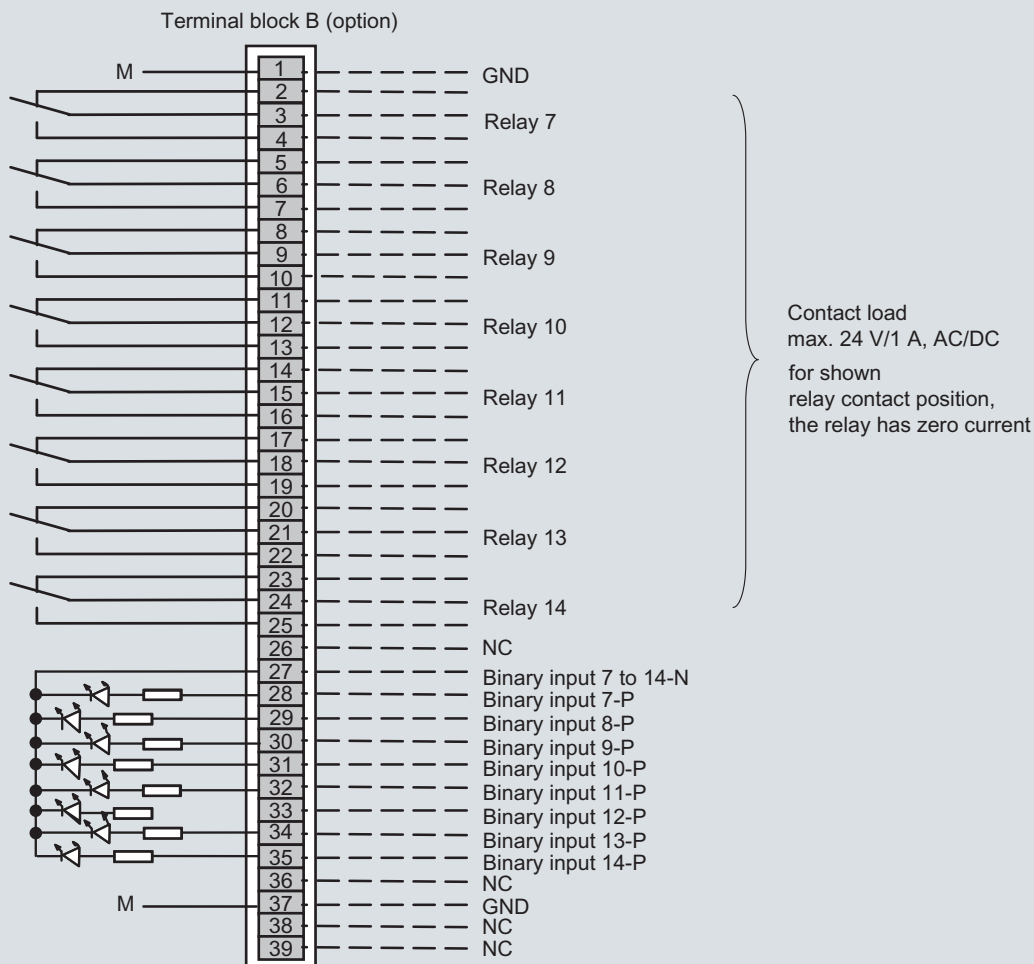 Terminal block B (option)
M 1 GND
2
3 Relay 7
4
5
6 Relay 8
7
8
9 Relay 9
10
11
12 Relay 10
13
14
15 Relay 11
16
17
18 Relay 12
19
20
21 Relay 13
22
23
24 Relay 14
25
26 NC
27 Binary input 7 to 14-N
28 Binary input 7-P
29 Binary input 8-P
30 Binary input 9-P
31 Binary input 10-P
32 Binary input 11-P
33 Binary input 12-P
34 Binary input 13-P
35 Binary input 14-P
36 NC
M 37 GND
38 NC
39 NC
Contact load
max. 24 V/1 A, AC/DC
for shown
relay contact position,
the relay has zero current